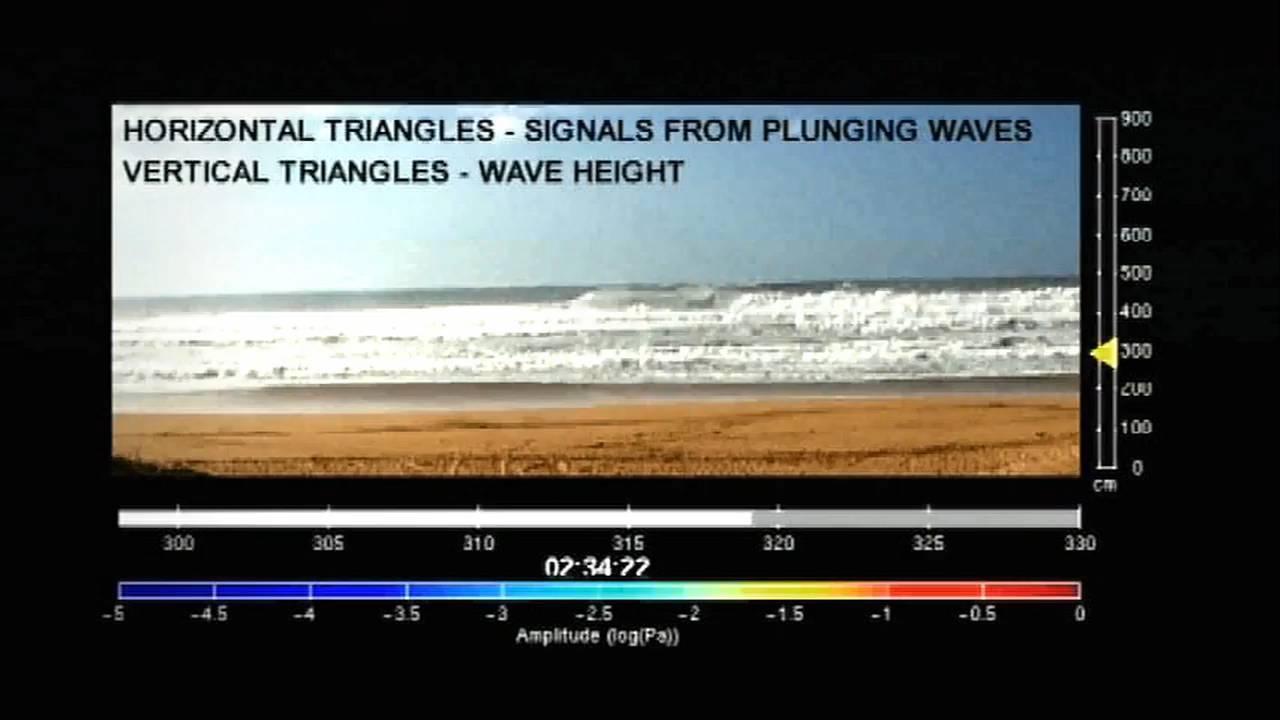 HORIZONTAL TRIANGLES - SIGNALS FROM PLUNGING WAVES
VERTICAL TRIANGLES - WAVE HEIGHT
900
800
700
600
500
400
300
200
100
0
cm
300 305 310 315 320 325 330
02:34:22
-5 -4.5 -4 -3.5 -3 -2.5 -2 -1.5 -1 -0.5 0
Amplitude (log(Pa))